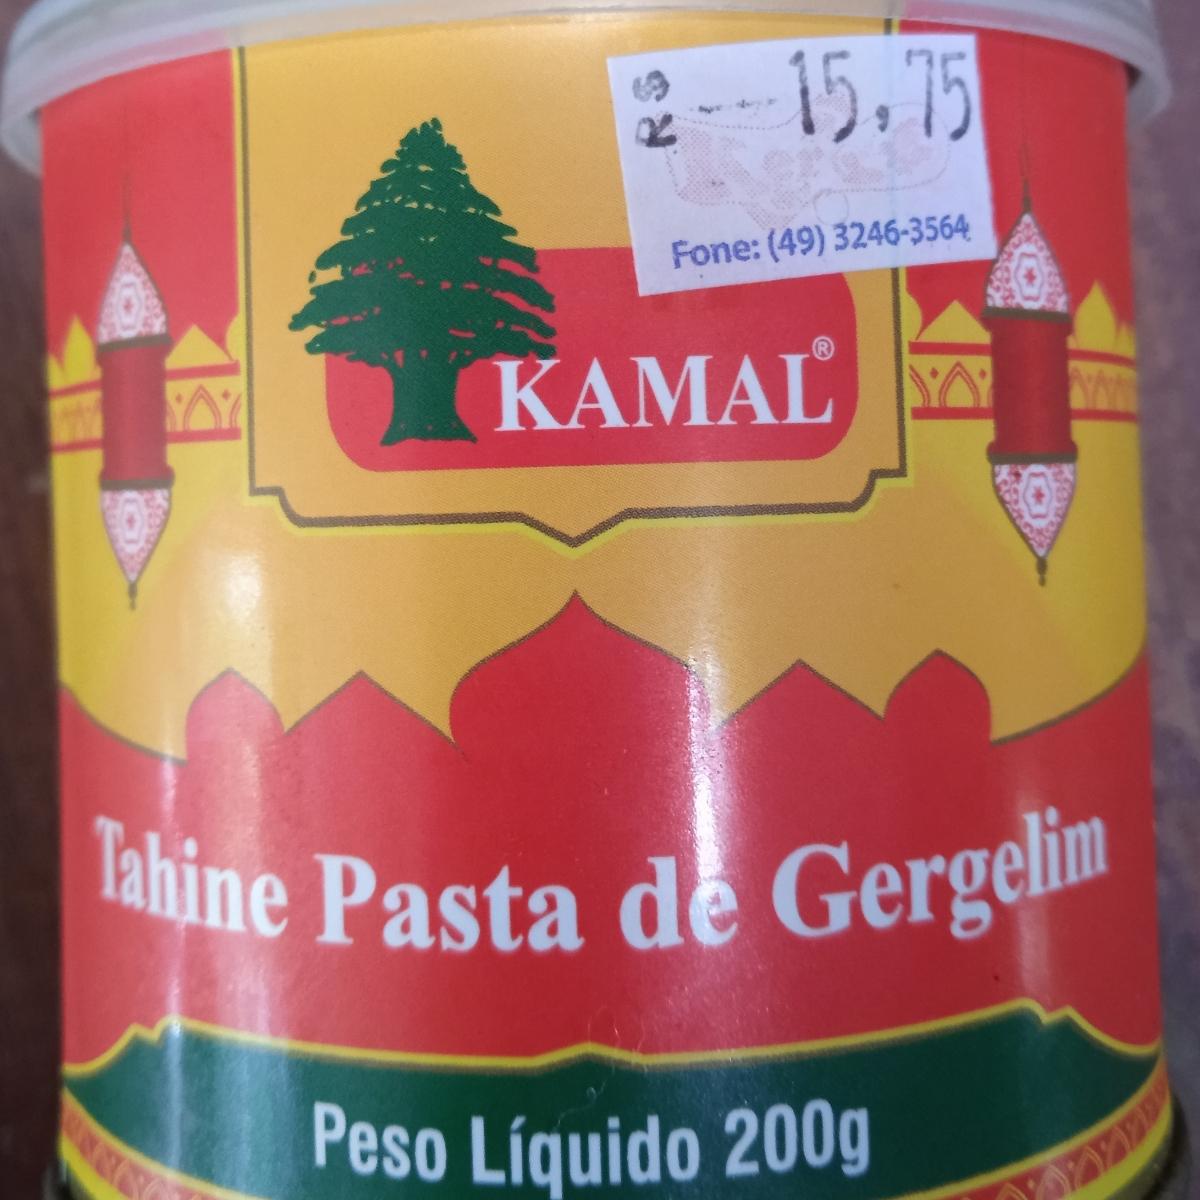 R$ 15,75
Fone: (49) 3246-3564
KAMAL®
Tahine Pasta de Gergelim
Peso Líquido 200g